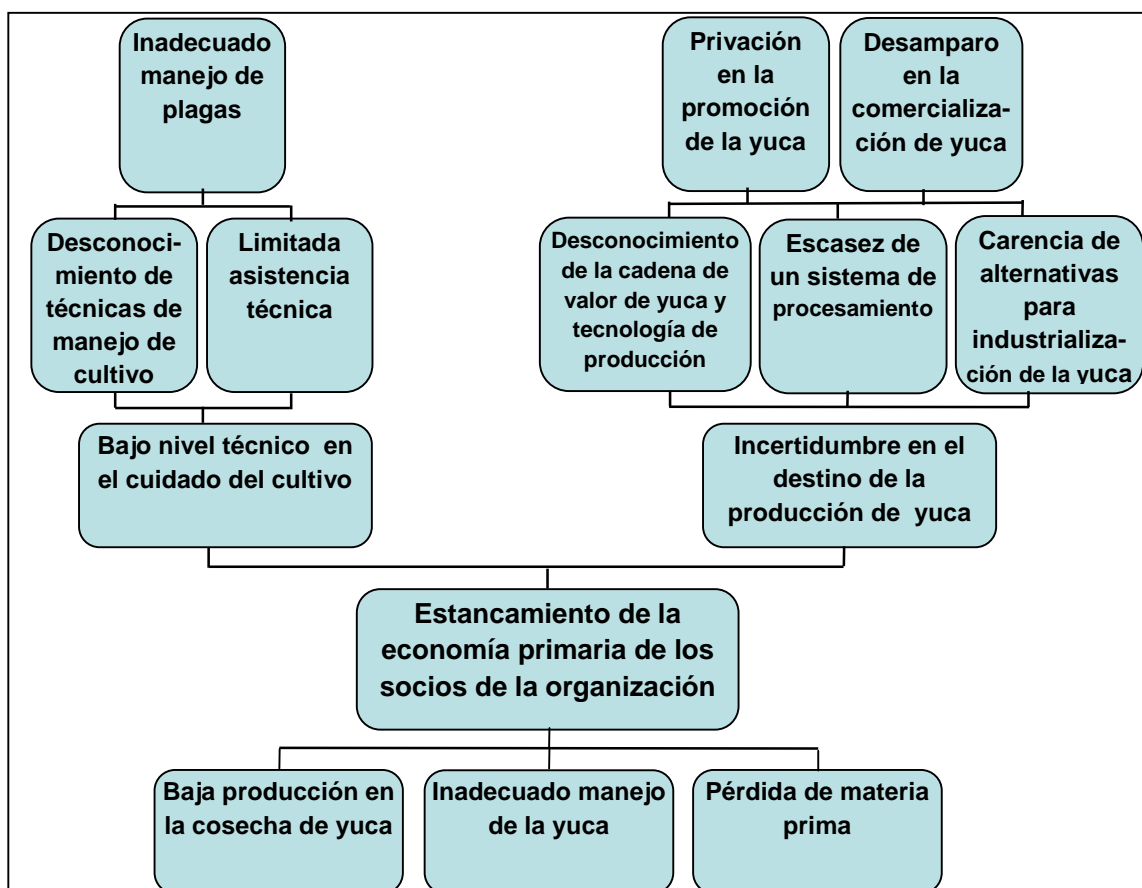 Inadecuado
manejo de
plagas
Privación
en la
promoción
de la yuca
Desamparo
en la
comercializa-
ción de yuca
Desconoci-
miento de
técnicas de
manejo de
cultivo
Limitada
asistencia
técnica
Desconocimiento
de la cadena de
valor de yuca y
tecnología de
producción
Escasez de
un sistema de
procesamiento
Carencia de
alternativas
para
industrializa-
ción de la yuca
Bajo nivel técnico en
el cuidado del cultivo
Incertidumbre en el
destino de la
producción de yuca
Estancamiento de la
economía primaria de los
socios de la organización
Baja producción en
la cosecha de yuca
Inadecuado manejo
de la yuca
Pérdida de materia
prima